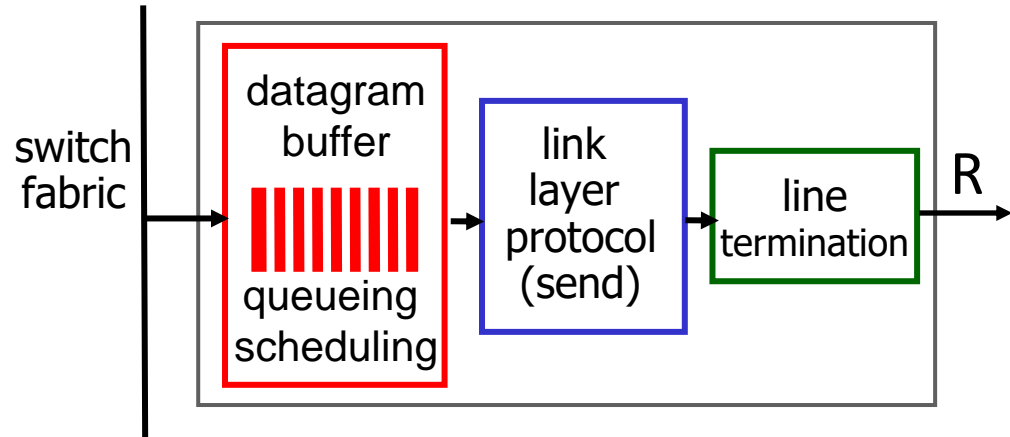 switch
fabric
datagram
buffer
queueing
scheduling
link
layer
protocol
(send)
line
termination
R